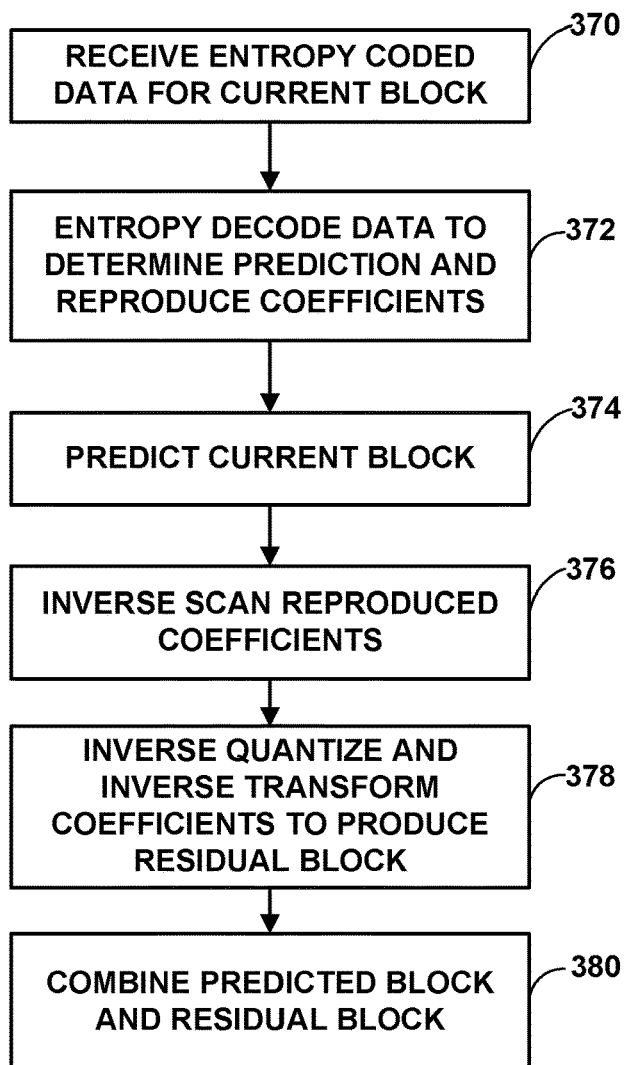 370
RECEIVE ENTROPY CODED
DATA FOR CURRENT BLOCK
372
ENTROPY DECODE DATA TO
DETERMINE PREDICTION AND
REPRODUCE COEFFICIENTS
374
PREDICT CURRENT BLOCK
376
INVERSE SCAN REPRODUCED
COEFFICIENTS
378
INVERSE QUANTIZE AND
INVERSE TRANSFORM
COEFFICIENTS TO PRODUCE
RESIDUAL BLOCK
380
COMBINE PREDICTED BLOCK
AND RESIDUAL BLOCK